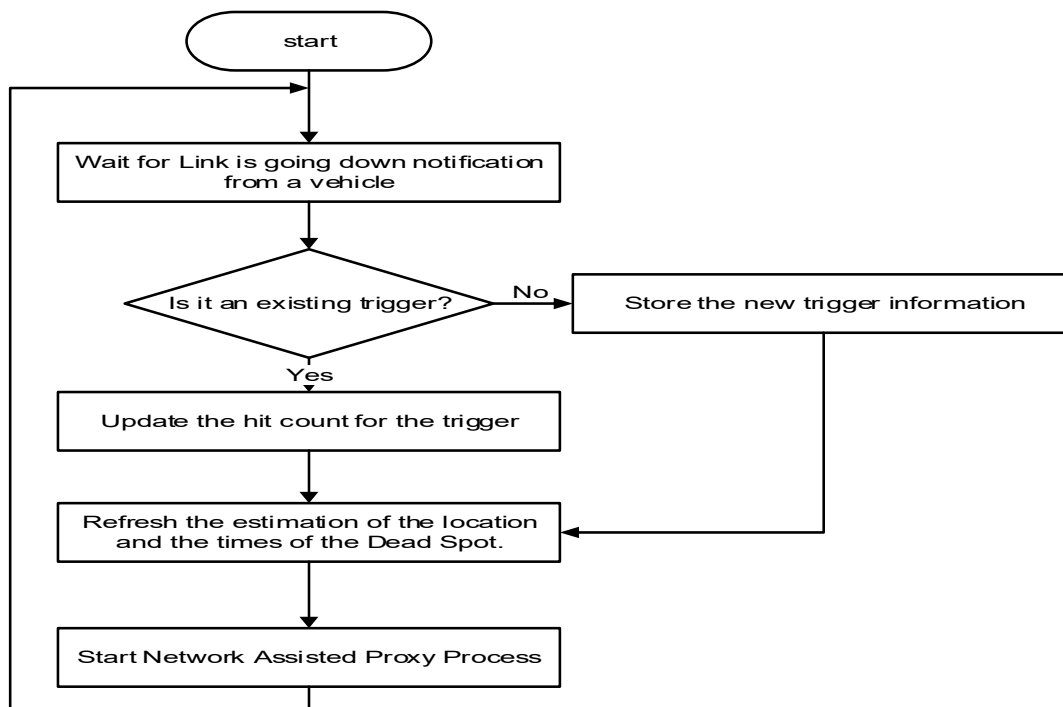 start
Wait for Link is going down notification
from a vehicle
Is it an existing trigger?
No
Store the new trigger information
Yes
Update the hit count for the trigger
Refresh the estimation of the location
and the times of the Dead Spot.
Start Network Assisted Proxy Process